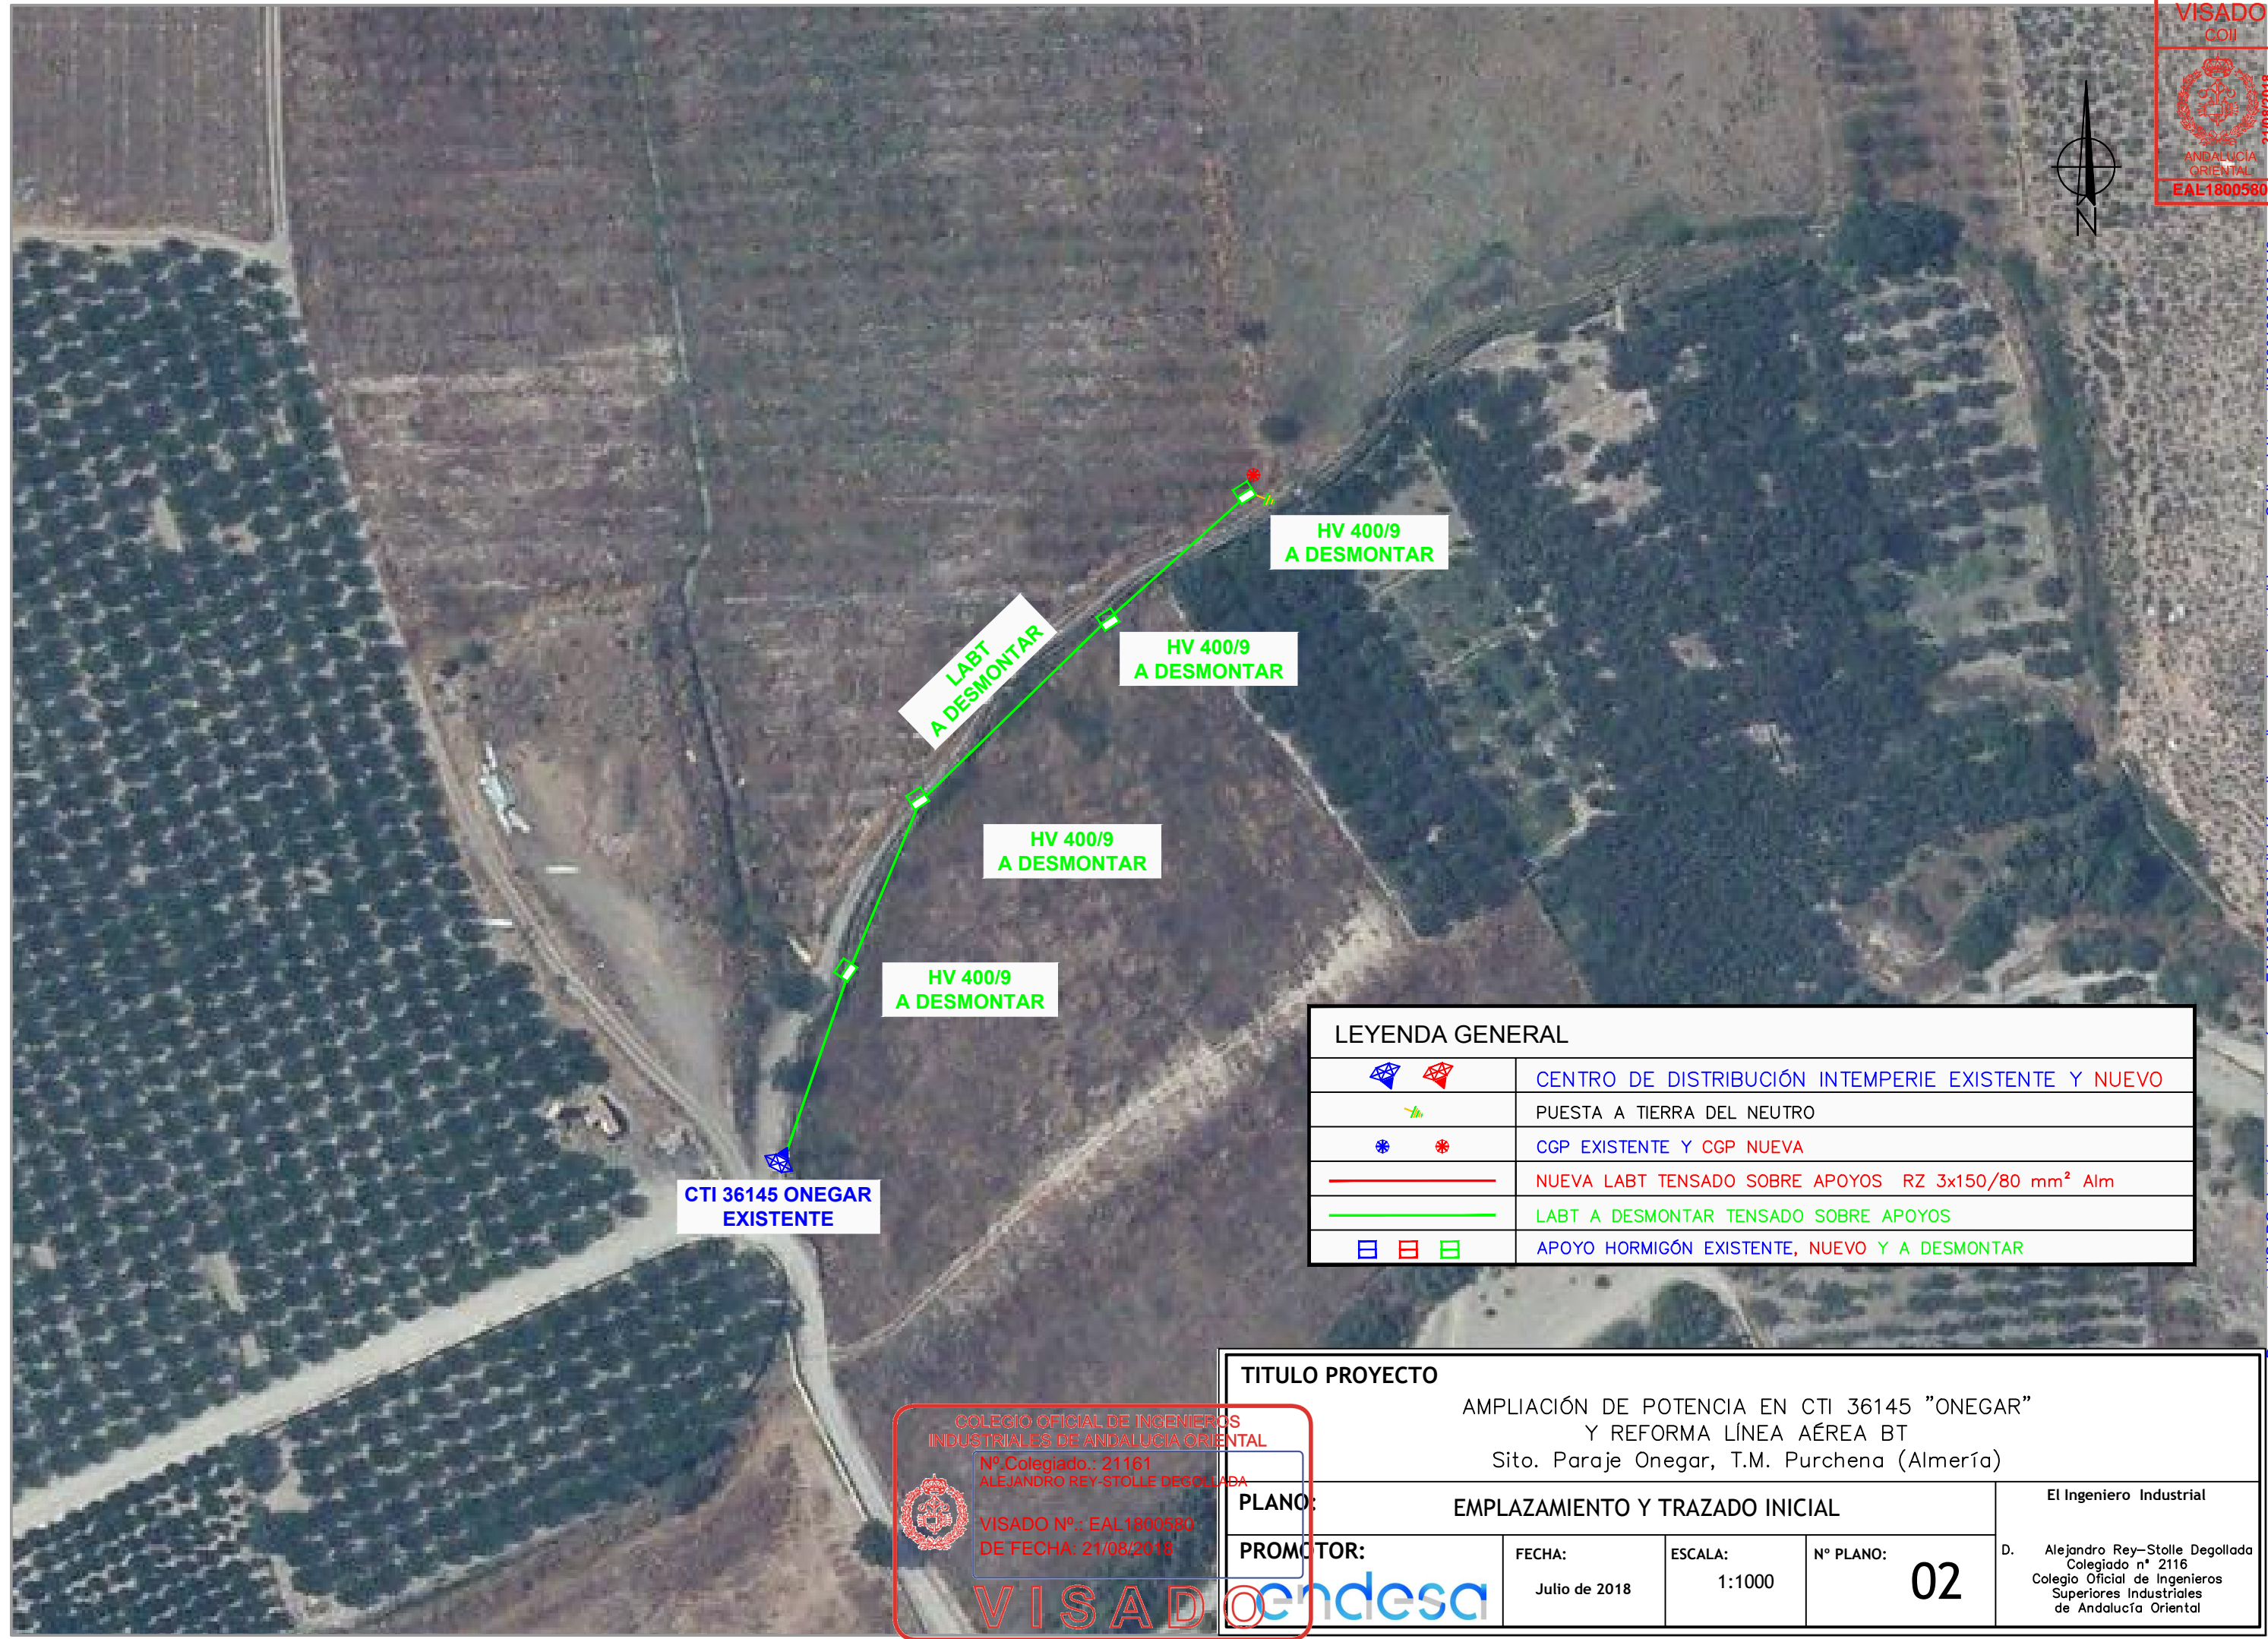 VISADO
COII
ANDALUCÍA
ORIENTAL
EAL1800580
21/08/2018
N
HV 400/9
A DESMONTAR
HV 400/9
A DESMONTAR
LABT
A DESMONTAR
HV 400/9
A DESMONTAR
HV 400/9
A DESMONTAR
CTI 36145 ONEGAR
EXISTENTE
LEYENDA GENERAL
CENTRO DE DISTRIBUCIÓN INTEMPERIE EXISTENTE Y NUEVO
PUESTA A TIERRA DEL NEUTRO
CGP EXISTENTE Y CGP NUEVA
NUEVA LABT TENSADO SOBRE APOYOS RZ 3x150/80 mm² Alm
LABT A DESMONTAR TENSADO SOBRE APOYOS
APOYO HORMIGÓN EXISTENTE, NUEVO Y A DESMONTAR
TITULO PROYECTO
AMPLIACIÓN DE POTENCIA EN CTI 36145 "ONEGAR"
Y REFORMA LÍNEA AÉREA BT
Sito. Paraje Onegar, T.M. Purchena (Almería)
PLANO:
EMPLAZAMIENTO Y TRAZADO INICIAL
PROMOTOR:
endesa
FECHA:
Julio de 2018
ESCALA:
1:1000
Nº PLANO:
02
El Ingeniero Industrial
D. Alejandro Rey-Stolle Degollada
Colegiado n° 2116
Colegio Oficial de Ingenieros
Superiores Industriales
de Andalucía Oriental
COLEGIO OFICIAL DE INGENIEROS
INDUSTRIALES DE ANDALUCIA ORIENTAL
Nº.Colegiado.: 21161
ALEJANDRO REY-STOLLE DEGOLLADA
VISADO Nº.: EAL1800580
DE FECHA: 21/08/2018
VISADO